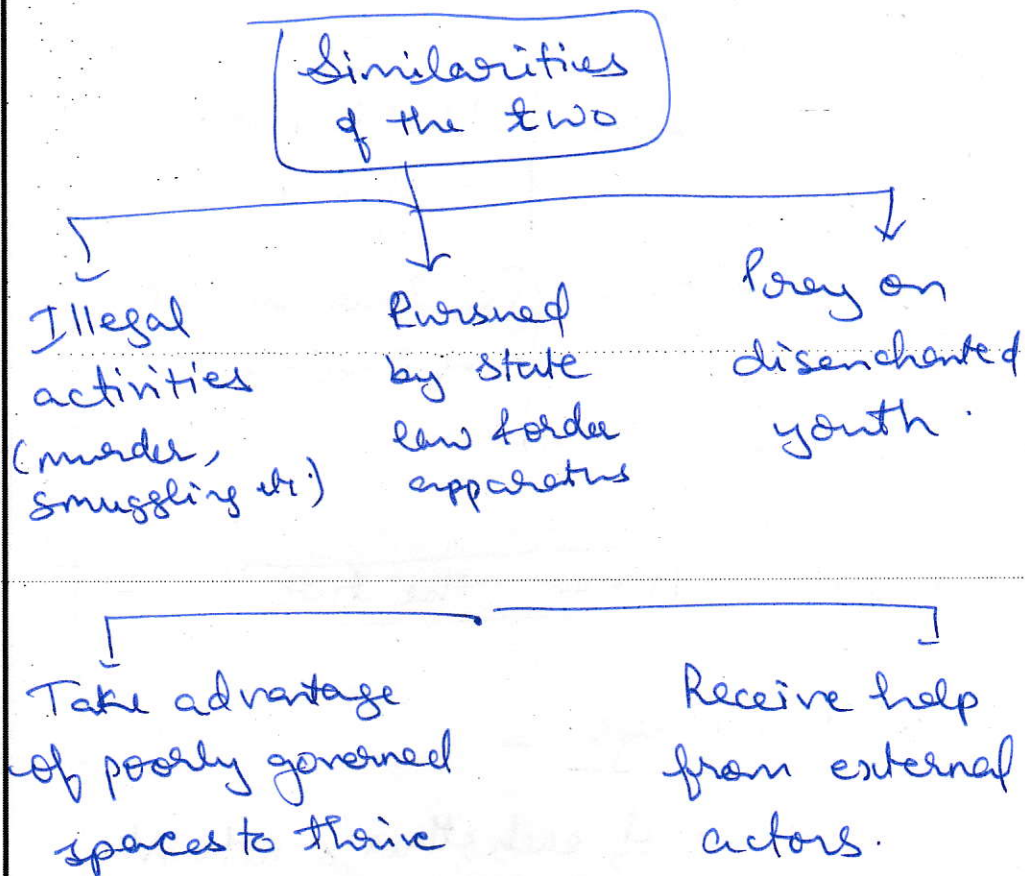 Similarities
of the two
Illegal
activities
(murder,
smuggling etc.)
Pursued
by state
law & order
apparatus
Prey on
disenchanted
youth.
Take advantage
of poorly governed
spaces to thrive
Receive help
from external
actors.